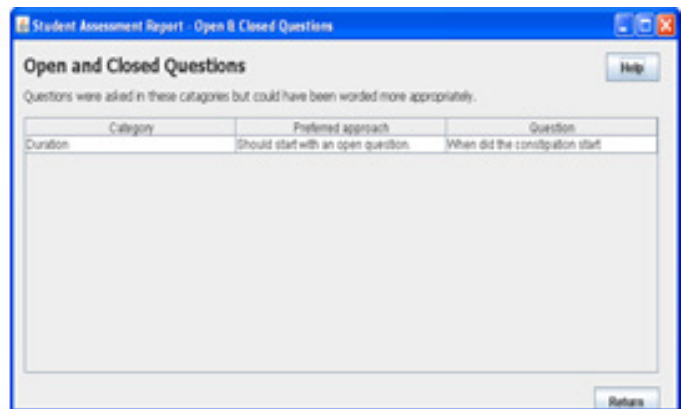 Student Assessment Report - Open & Closed Questions
Open and Closed Questions
Help
Questions were asked in these catagories but could have been worded more appropriately.
Category Preferred approach Question
Duration Should start with an open question. When did the constipation start
Return